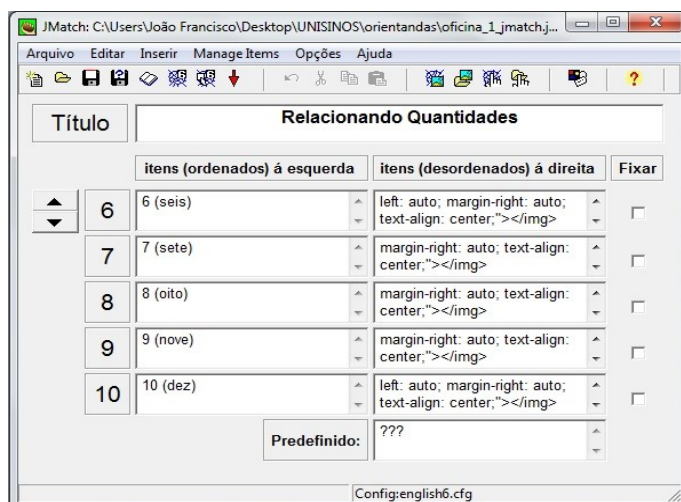 JMatch: C:\Users\João Francisco\Desktop\UNISINOS\orientandas\oficina_1_jmatch.j...
Arquivo Editar Inserir Manage Items Opções Ajuda
Título
Relacionando Quantidades
itens (ordenados) á esquerda
itens (desordenados) á direita
Fixar
6
6 (seis)
left: auto; margin-right: auto;
text-align: center;"></img>
7
7 (sete)
margin-right: auto; text-align:
center;"></img>
8
8 (oito)
margin-right: auto; text-align:
center;"></img>
9
9 (nove)
margin-right: auto; text-align:
center;"></img>
10
10 (dez)
left: auto; margin-right: auto;
text-align: center;"></img>
Predefinido:
???
Config:english6.cfg